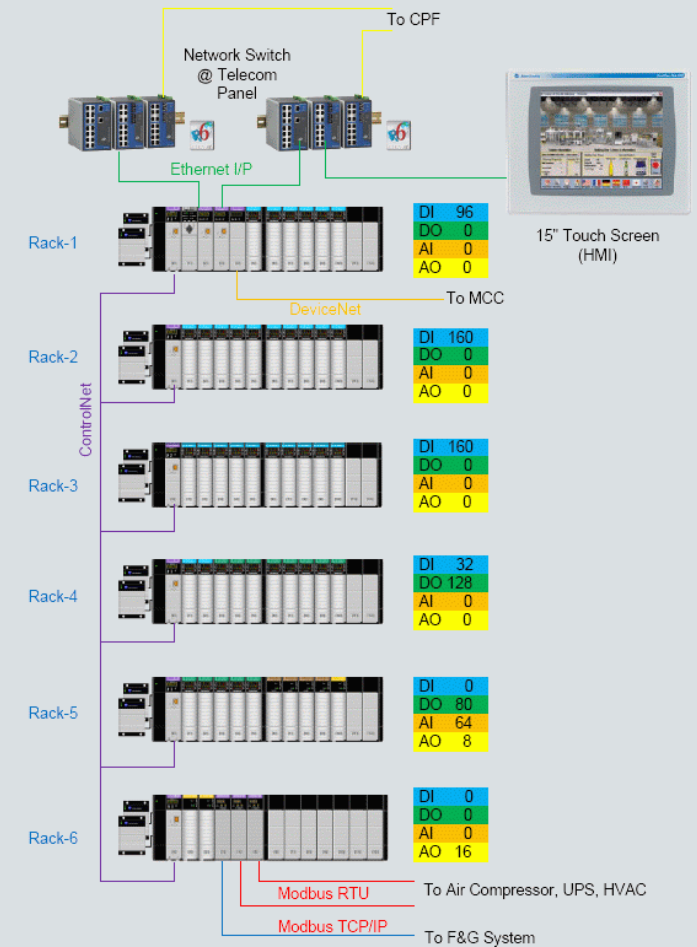 To CPF
Network Switch
@ Telecom
Panel
Ethernet I/P
15" Touch Screen
(HMI)
Rack-1
DI 96
DO 0
AI 0
AO 0
DeviceNet
To MCC
Rack-2
DI 160
DO 0
AI 0
AO 0
ControlNet
Rack-3
DI 160
DO 0
AI 0
AO 0
Rack-4
DI 32
DO 128
AI 0
AO 0
Rack-5
DI 0
DO 80
AI 64
AO 8
Rack-6
DI 0
DO 0
AI 0
AO 16
Modbus RTU
To Air Compressor, UPS, HVAC
Modbus TCP/IP
To F&G System